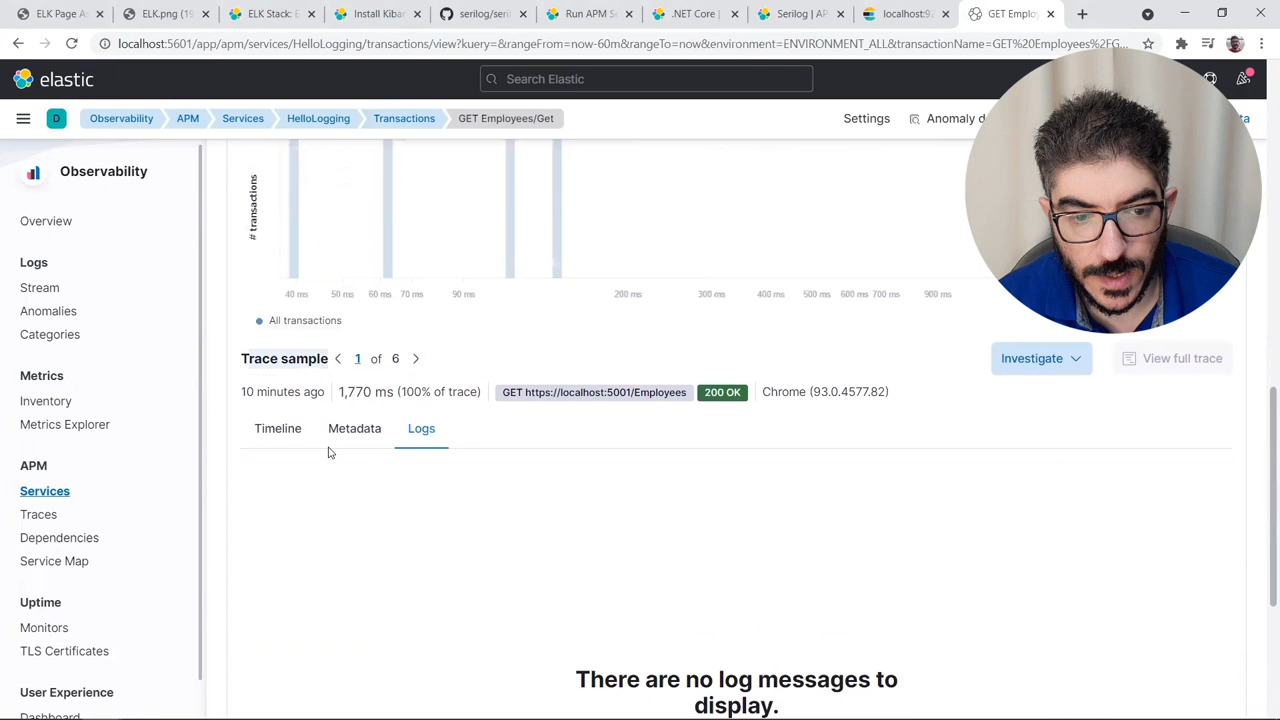 ELK Page A
ELK.png (19
ELK Stack: E
Install Kiba
serilog/seri
Run APM S
.NET Core |
Serilog | AP
localhost:92
GET Employ
localhost:5601/app/apm/services/HelloLogging/transactions/view?kuery=&rangeFrom=now-60m&rangeTo=now&environment=ENVIRONMENT_ALL&transactionName=GET%20Employees%2FG...
elastic
Search Elastic
D
Observability
APM
Services
HelloLogging
Transactions
GET Employees/Get
Settings
Anomaly d
ta
Observability
Overview
Logs
Stream
Anomalies
Categories
Metrics
Inventory
Metrics Explorer
APM
Services
Traces
Dependencies
Service Map
Uptime
Monitors
TLS Certificates
User Experience
Dashboard
# transactions
40 ms 50 ms 60 ms 70 ms 90 ms 200 ms 300 ms 400 ms 500 ms 600 ms 700 ms 900 ms
All transactions
Trace sample 1 of 6
Investigate
View full trace
10 minutes ago 1,770 ms (100% of trace) GET https://localhost:5001/Employees 200 OK Chrome (93.0.4577.82)
Timeline Metadata Logs
There are no log messages to
display.